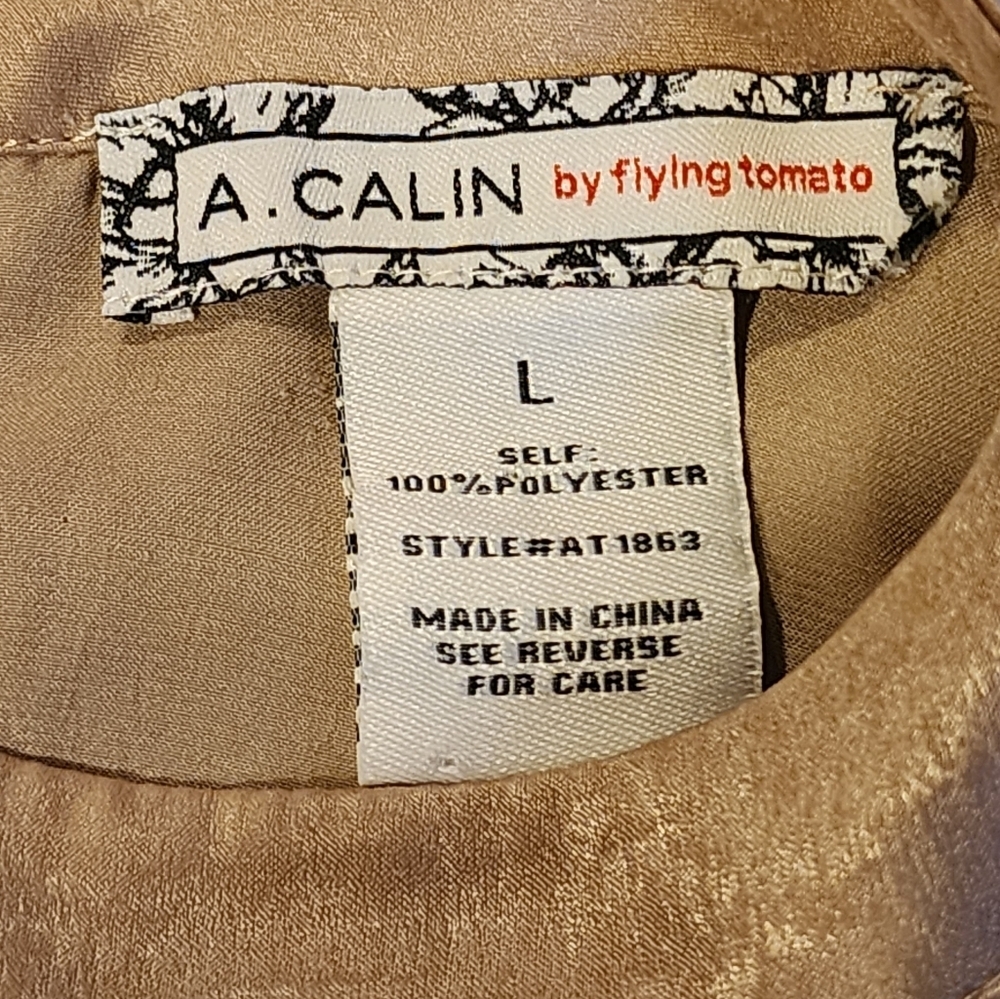 A.CALIN by flying tomato
L
SELF:
100%POLYESTER
STYLE#AT1863
MADE IN CHINA
SEE REVERSE
FOR CARE